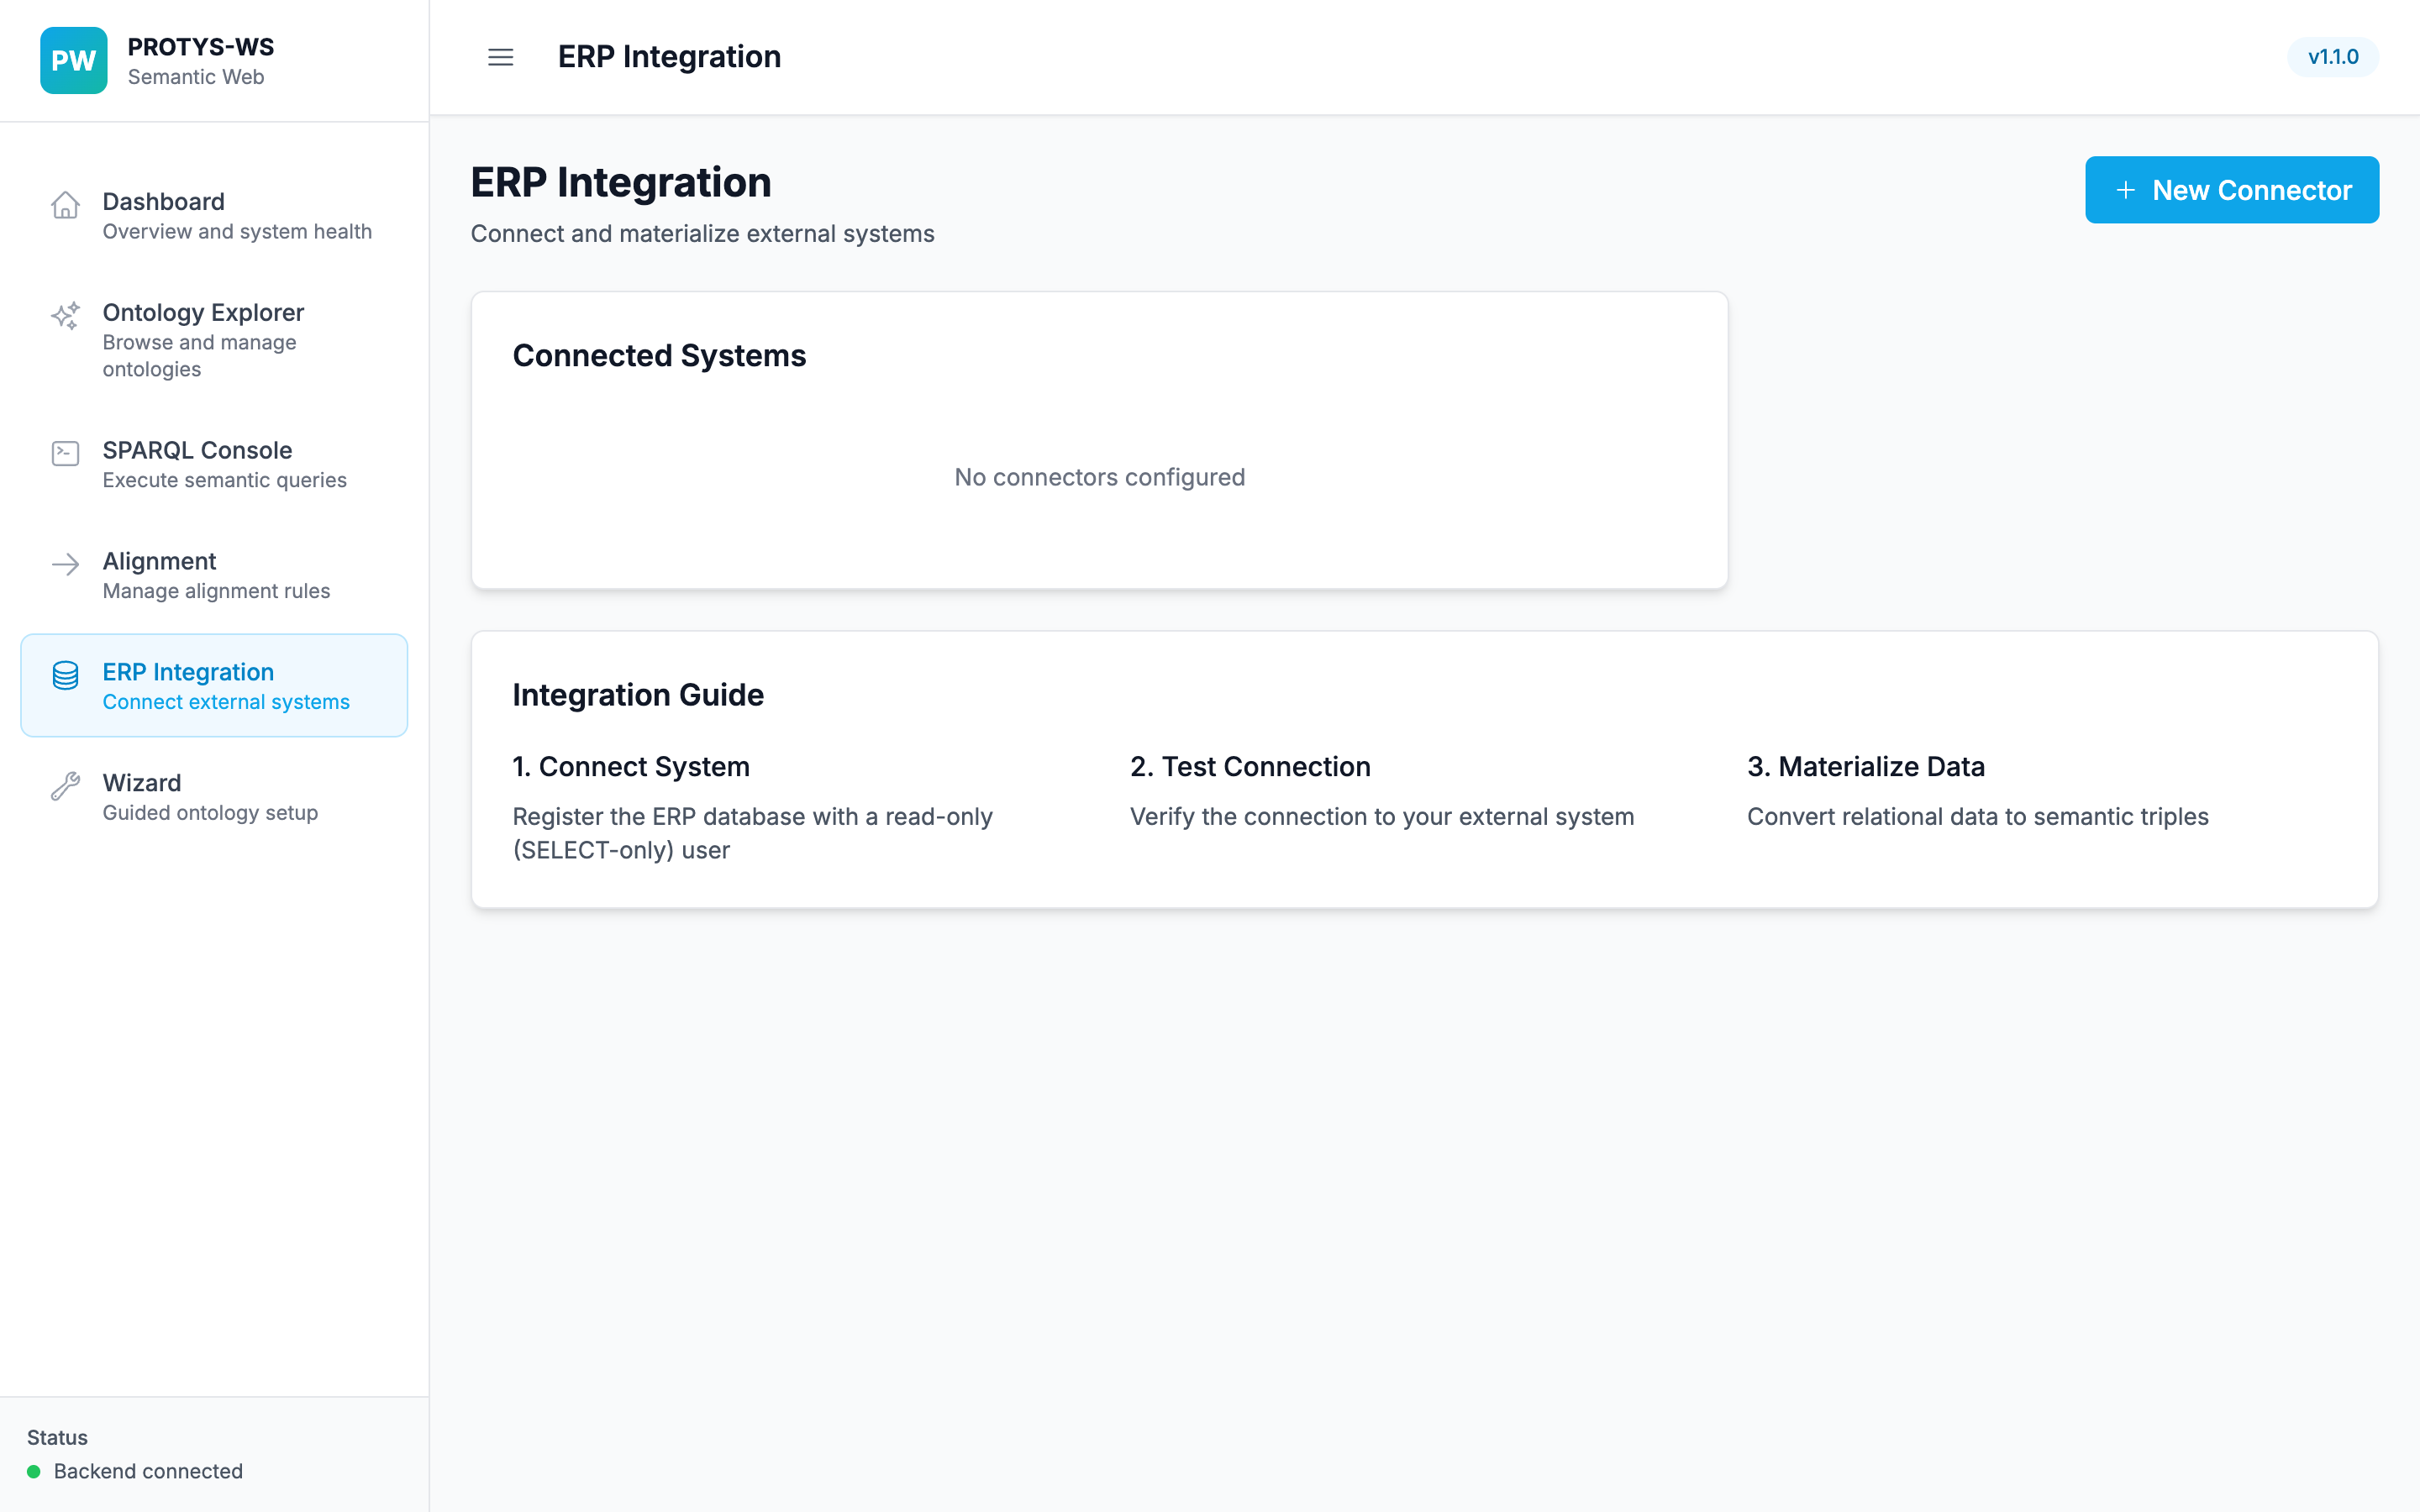 PW
PROTYS-WS
Semantic Web
Dashboard
Overview and system health
Ontology Explorer
Browse and manage
ontologies
SPARQL Console
Execute semantic queries
Alignment
Manage alignment rules
ERP Integration
Connect external systems
Wizard
Guided ontology setup
Status
Backend connected
ERP Integration
v1.1.0
ERP Integration
Connect and materialize external systems
New Connector
Connected Systems
No connectors configured
Integration Guide
1. Connect System
Register the ERP database with a read-only
(SELECT-only) user
2. Test Connection
Verify the connection to your external system
3. Materialize Data
Convert relational data to semantic triples